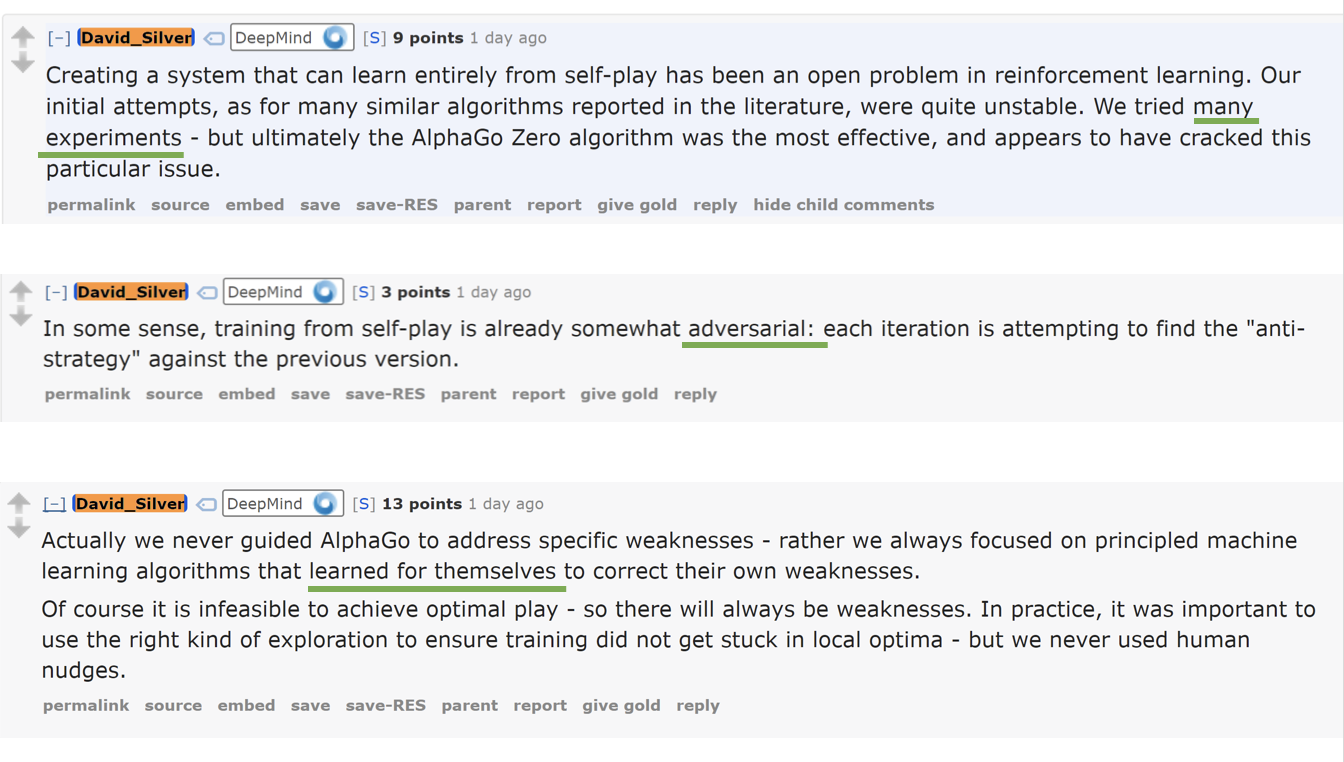 [−] David_Silver DeepMind [S] 9 points 1 day ago
Creating a system that can learn entirely from self-play has been an open problem in reinforcement learning. Our
initial attempts, as for many similar algorithms reported in the literature, were quite unstable. We tried many
experiments - but ultimately the AlphaGo Zero algorithm was the most effective, and appears to have cracked this
particular issue.
permalink source embed save save-RES parent report give gold reply hide child comments
[−] David_Silver DeepMind [S] 3 points 1 day ago
In some sense, training from self-play is already somewhat adversarial: each iteration is attempting to find the "anti-
strategy" against the previous version.
permalink source embed save save-RES parent report give gold reply
[−] David_Silver DeepMind [S] 13 points 1 day ago
Actually we never guided AlphaGo to address specific weaknesses - rather we always focused on principled machine
learning algorithms that learned for themselves to correct their own weaknesses.
Of course it is infeasible to achieve optimal play - so there will always be weaknesses. In practice, it was important to
use the right kind of exploration to ensure training did not get stuck in local optima - but we never used human
nudges.
permalink source embed save save-RES parent report give gold reply